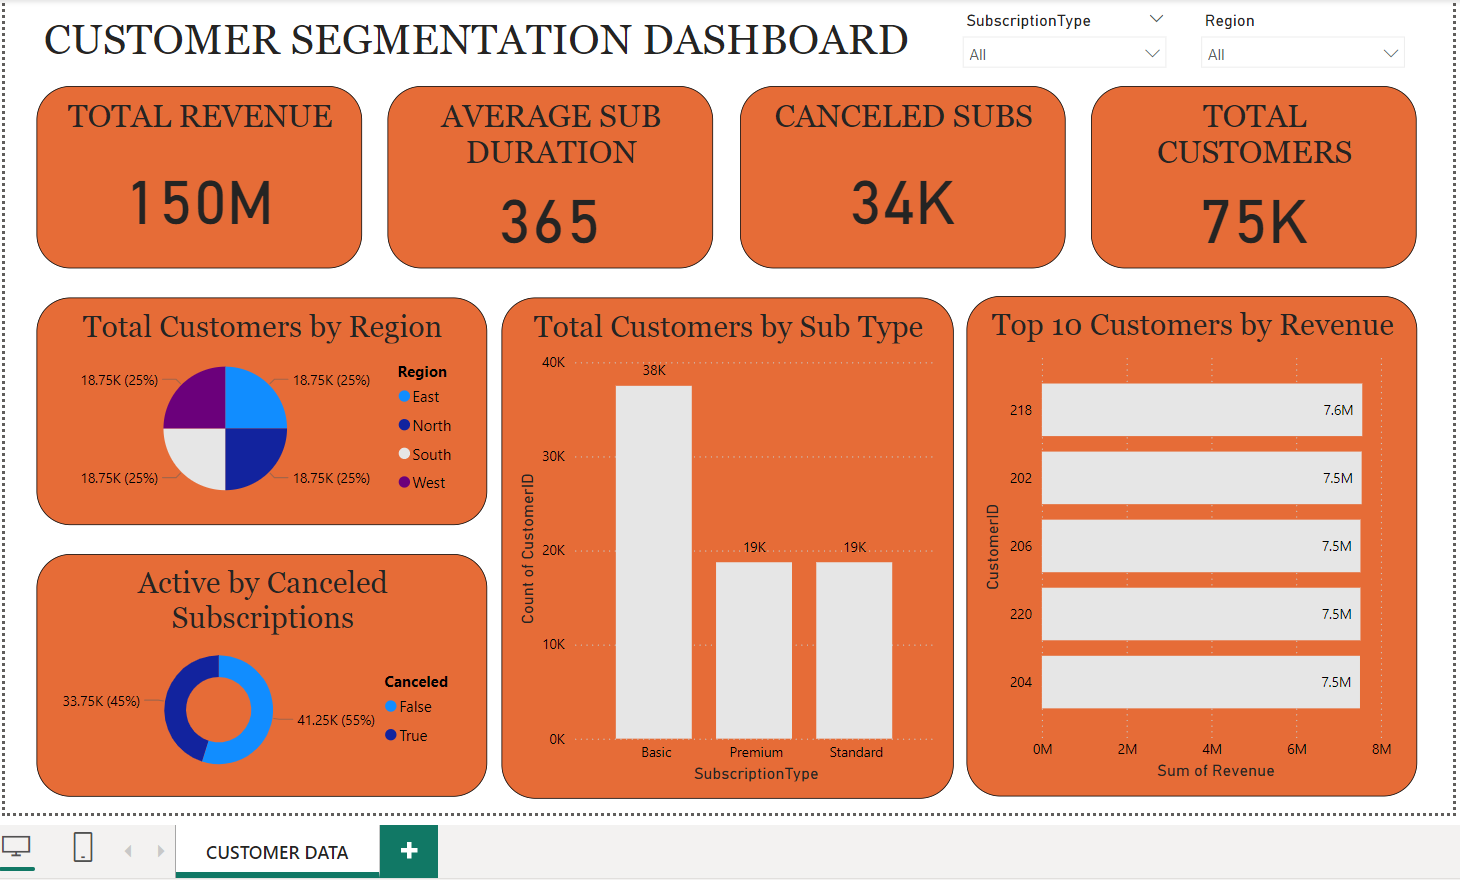 CUSTOMER SEGMENTATION DASHBOARD
SubscriptionType
All
Region
All
TOTAL REVENUE
150M
AVERAGE SUB
DURATION
365
CANCELED SUBS
34K
TOTAL
CUSTOMERS
75K
Total Customers by Region
18.75K (25%)
18.75K (25%)
18.75K (25%)
18.75K (25%)
Region
East
North
South
West
Active by Canceled
Subscriptions
33.75K (45%)
41.25K (55%)
Canceled
False
True
Total Customers by Sub Type
Count of CustomerID
40K
30K
20K
10K
0K
38K
19K
19K
Basic
Premium
Standard
SubscriptionType
Top 10 Customers by Revenue
CustomerID
218
7.6M
202
7.5M
206
7.5M
220
7.5M
204
7.5M
0M
2M
4M
6M
8M
Sum of Revenue
CUSTOMER DATA